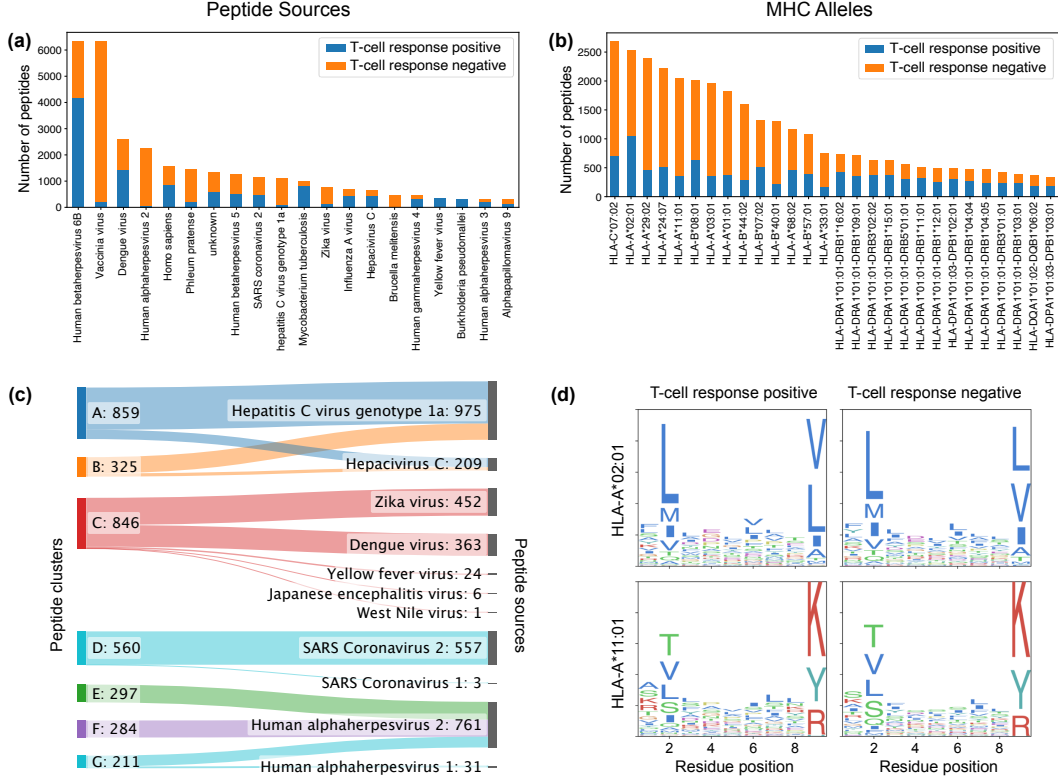 Peptide Sources
MHC Alleles
(a)
T-cell response positive
T-cell response negative
Number of peptides
6000
5000
4000
3000
2000
1000
0
Human betaherpesvirus 6B
Vaccinia virus
Dengue virus
Human alphaherpesvirus 2
Homo sapiens
Phleum pratense
unknown
Human betaherpesvirus 5
SARS coronavirus 2
hepatitis C virus genotype 1a
Mycobacterium tuberculosis
Zika virus
Influenza A virus
Hepacivirus C
Brucella melitensis
Human gammaherpesvirus 4
Yellow fever virus
Burkholderia pseudomallei
Human alphaherpesvirus 3
Alphapapillomavirus 9
(b)
T-cell response positive
T-cell response negative
Number of peptides
2500
2000
1500
1000
500
0
HLA-C*07:02
HLA-A*02:01
HLA-A*29:02
HLA-A*24:07
HLA-A*11:01
HLA-B*08:01
HLA-A*03:01
HLA-A*01:01
HLA-B*44:02
HLA-B*07:02
HLA-B*40:01
HLA-A*68:02
HLA-B*57:01
HLA-A*33:01
HLA-DRA1*01:01-DRB1*16:02
HLA-DRA1*01:01-DRB1*09:01
HLA-DRA1*01:01-DRB3*02:02
HLA-DRA1*01:01-DRB1*15:01
HLA-DRA1*01:01-DRB5*01:01
HLA-DRA1*01:01-DRB1*11:01
HLA-DRA1*01:01-DRB1*12:01
HLA-DPA1*01:03-DPB1*02:01
HLA-DRA1*01:01-DRB1*04:04
HLA-DRA1*01:01-DRB1*04:05
HLA-DRA1*01:01-DRB3*01:01
HLA-DRA1*01:01-DRB1*03:01
HLA-DQA1*01:02-DQB1*06:02
HLA-DPA1*01:03-DPB1*03:01
(c)
Peptide clusters
A: 859
B: 325
C: 846
D: 560
E: 297
F: 284
G: 211
Hepatitis C virus genotype 1a: 975
Hepacivirus C: 209
Zika virus: 452
Dengue virus: 363
Yellow fever virus: 24
Japanese encephalitis virus: 6
West Nile virus: 1
SARS Coronavirus 2: 557
SARS Coronavirus 1: 3
Human alphaherpesvirus 2: 761
Human alphaherpesvirus 1: 31
Peptide sources
(d)
T-cell response positive
T-cell response negative
HLA-A*02:01
L
M
I
V
V
L
I
A
L
M
I
V
L
V
I
A
HLA-A*11:01
T
V
L
S
I
K
Y
R
T
V
L
S
K
Y
R
2 4 6 8
2 4 6 8
Residue position
Residue position